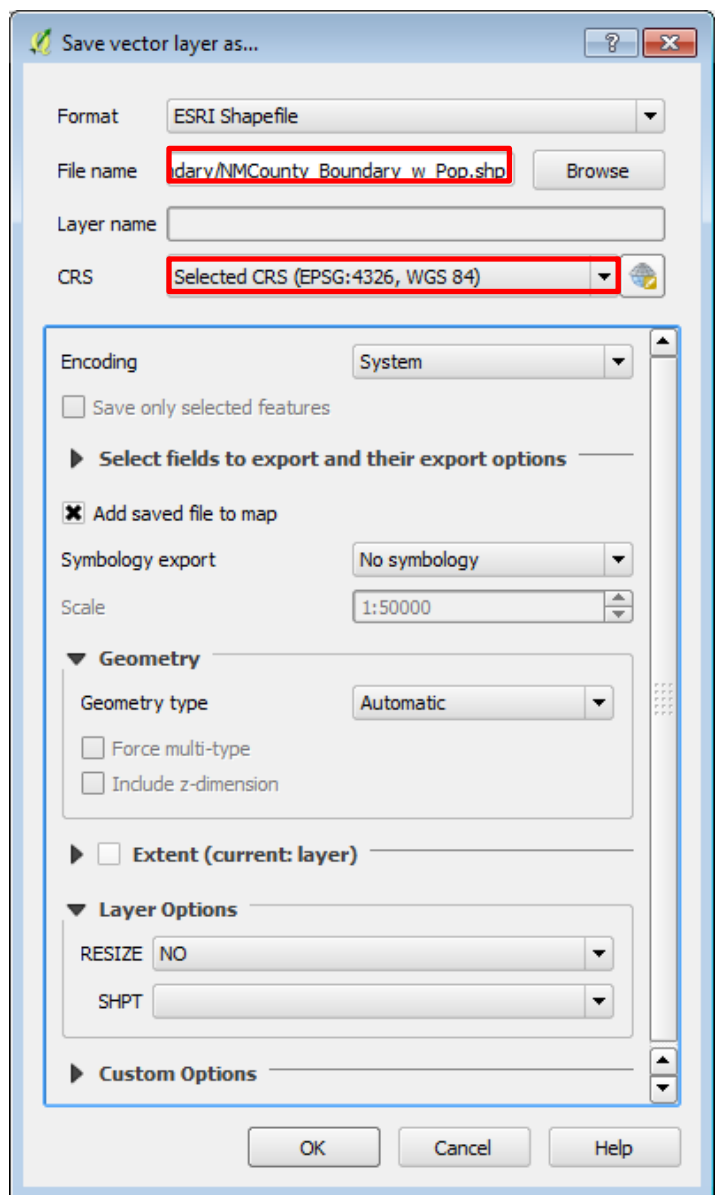 Save vector layer as...
Format ESRI Shapefile
File name ndary/NMCounty_Boundary_w_Pop.shp Browse
Layer name
CRS Selected CRS (EPSG:4326, WGS 84)
Encoding System
Save only selected features
Select fields to export and their export options
Add saved file to map
Symbology export No symbology
Scale 1:50000
Geometry
Geometry type Automatic
Force multi-type
Include z-dimension
Extent (current: layer)
Layer Options
RESIZE NO
SHPT
Custom Options
OK Cancel Help